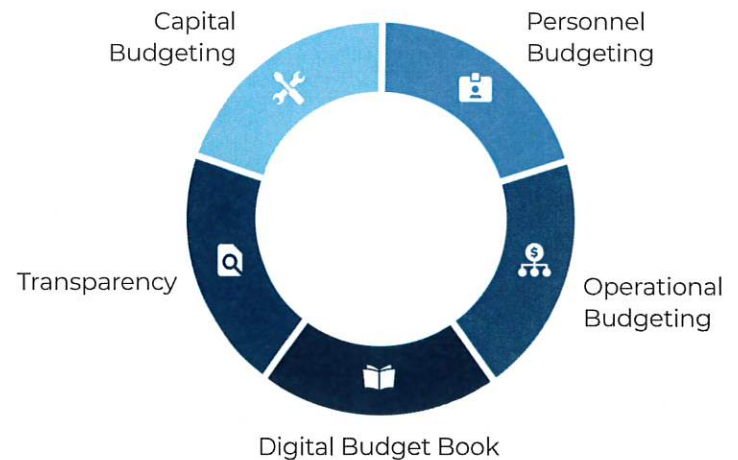 Capital
Budgeting
Personnel
Budgeting
$
Transparency
Operational
Budgeting
Digital Budget Book